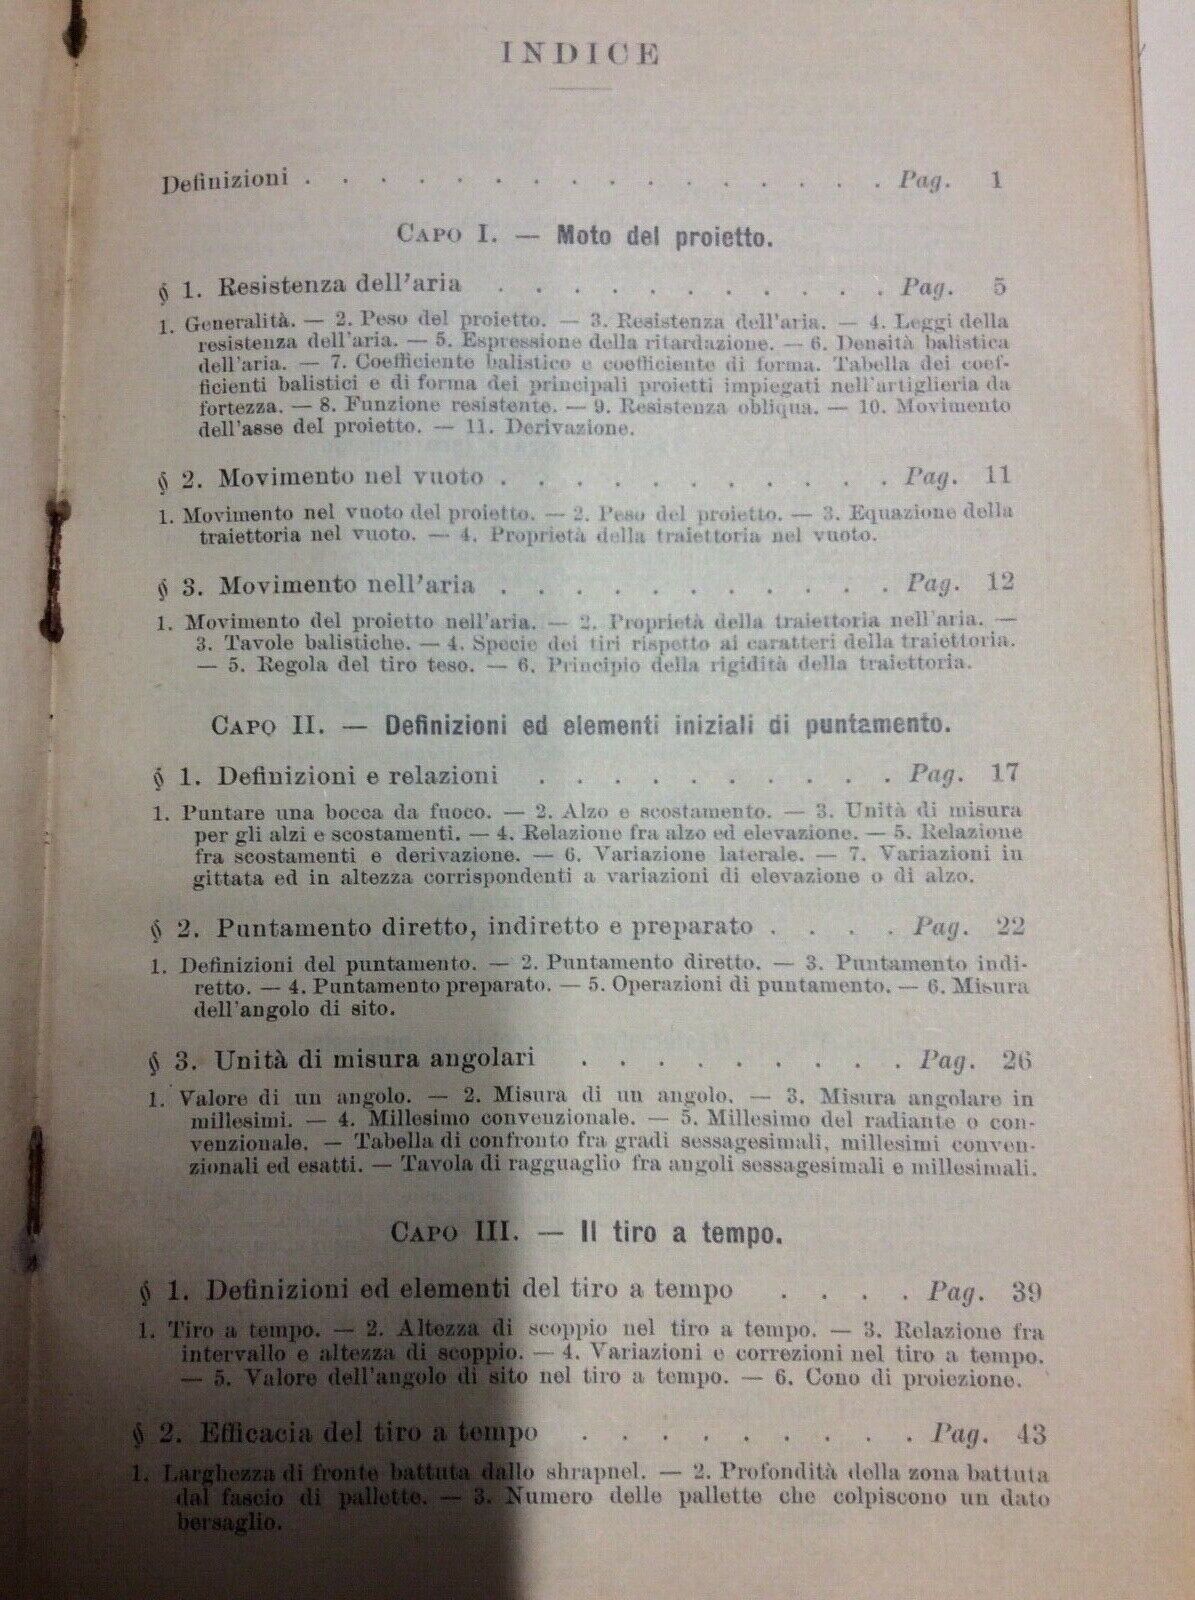 INDICE
Definizioni . . . . . . . . . . . . . . . . Pag. 1
CAPO I. — Moto del proietto.
§ 1. Resistenza dell'aria . . . . . . . . . . . Pag. 5
1. Generalità. — 2. Peso del proietto. — 3. Resistenza dell'aria. — 4. Leggi della
resistenza dell'aria. — 5. Espressione della ritardazione. — 6. Densità balistica
dell'aria. — 7. Coefficiente balistico e coefficiente di forma. Tabella dei coef-
ficienti balistici e di forma dei principali proietti impiegati nell'artiglieria da
fortezza. — 8. Funzione resistente. — 9. Resistenza obliqua. — 10. Movimento
dell'asse del proietto. — 11. Derivazione.
§ 2. Movimento nel vuoto . . . . . . . . . . . Pag. 11
1. Movimento nel vuoto del proietto. — 2. Peso del proietto. — 3. Equazione della
traiettoria nel vuoto. — 4. Proprietà della traiettoria nel vuoto.
§ 3. Movimento nell'aria . . . . . . . . . . . Pag. 12
1. Movimento del proietto nell'aria. — 2. Proprietà della traiettoria nell'aria. —
3. Tavole balistiche. — 4. Specie dei tiri rispetto ai caratteri della traiettoria.
— 5. Regola del tiro teso. — 6. Principio della rigidità della traiettoria.
CAPO II. — Definizioni ed elementi iniziali di puntamento.
§ 1. Definizioni e relazioni . . . . . . . . . . Pag. 17
1. Puntare una bocca da fuoco. — 2. Alzo e scostamento. — 3. Unità di misura
per gli alzi e scostamenti. — 4. Relazione fra alzo ed elevazione. — 5. Relazione
fra scostamenti e derivazione. — 6. Variazione laterale. — 7. Variazioni in
gittata ed in altezza corrispondenti a variazioni di elevazione o di alzo.
§ 2. Puntamento diretto, indiretto e preparato . . . . Pag. 22
1. Definizioni del puntamento. — 2. Puntamento diretto. — 3. Puntamento indi-
retto. — 4. Puntamento preparato. — 5. Operazioni di puntamento. — 6. Misura
dell'angolo di sito.
§ 3. Unità di misura angolari . . . . . . . . . Pag. 26
1. Valore di un angolo. — 2. Misura di un angolo. — 3. Misura angolare in
millesimi. — 4. Millesimo convenzionale. — 5. Millesimo del radiante o con-
venzionale. — Tabella di confronto fra gradi sessagesimali, millesimi conven-
zionali ed esatti. — Tavola di ragguaglio fra angoli sessagesimali e millesimali.
CAPO III. — Il tiro a tempo.
§ 1. Definizioni ed elementi del tiro a tempo . . . . Pag. 39
1. Tiro a tempo. — 2. Altezza di scoppio nel tiro a tempo. — 3. Relazione fra
intervallo e altezza di scoppio. — 4. Variazioni e correzioni nel tiro a tempo.
— 5. Valore dell'angolo di sito nel tiro a tempo. — 6. Cono di proiezione.
§ 2. Efficacia del tiro a tempo . . . . . . . . . Pag. 43
1. Larghezza di fronte battuta dallo shrapnel. — 2. Profondità della zona battuta
dal fascio di pallette. — 3. Numero delle pallette che colpiscono un dato
bersaglio.